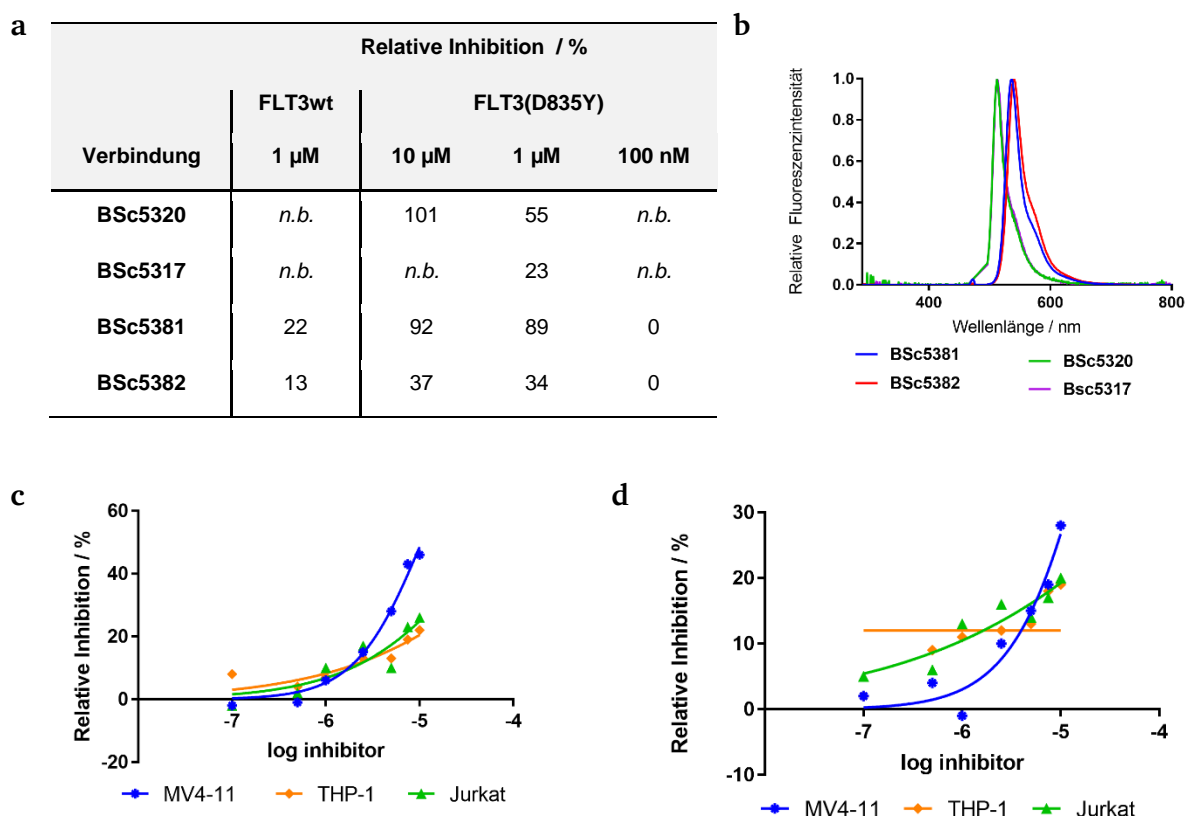 a
Relative Inhibition / %
FLT3wt FLT3(D835Y)
Verbindung 1 µM 10 µM 1 µM 100 nM
BSc5320 n.b. 101 55 n.b.
BSc5317 n.b. n.b. 23 n.b.
BSc5381 22 92 89 0
BSc5382 13 37 34 0
b
Relative Fluoreszenzintensität
1.0
0.8
0.6
0.4
0.2
0.0
400 600 800
Wellenlänge / nm
BSc5381 BSc5320
BSc5382 Bsc5317
c
Relative Inhibition / %
60
40
20
0
-20
-7 -6 -5 -4
log inhibitor
MV4-11 THP-1 Jurkat
d
Relative Inhibition / %
30
20
10
0
-10
-7 -6 -5 -4
log inhibitor
MV4-11 THP-1 Jurkat